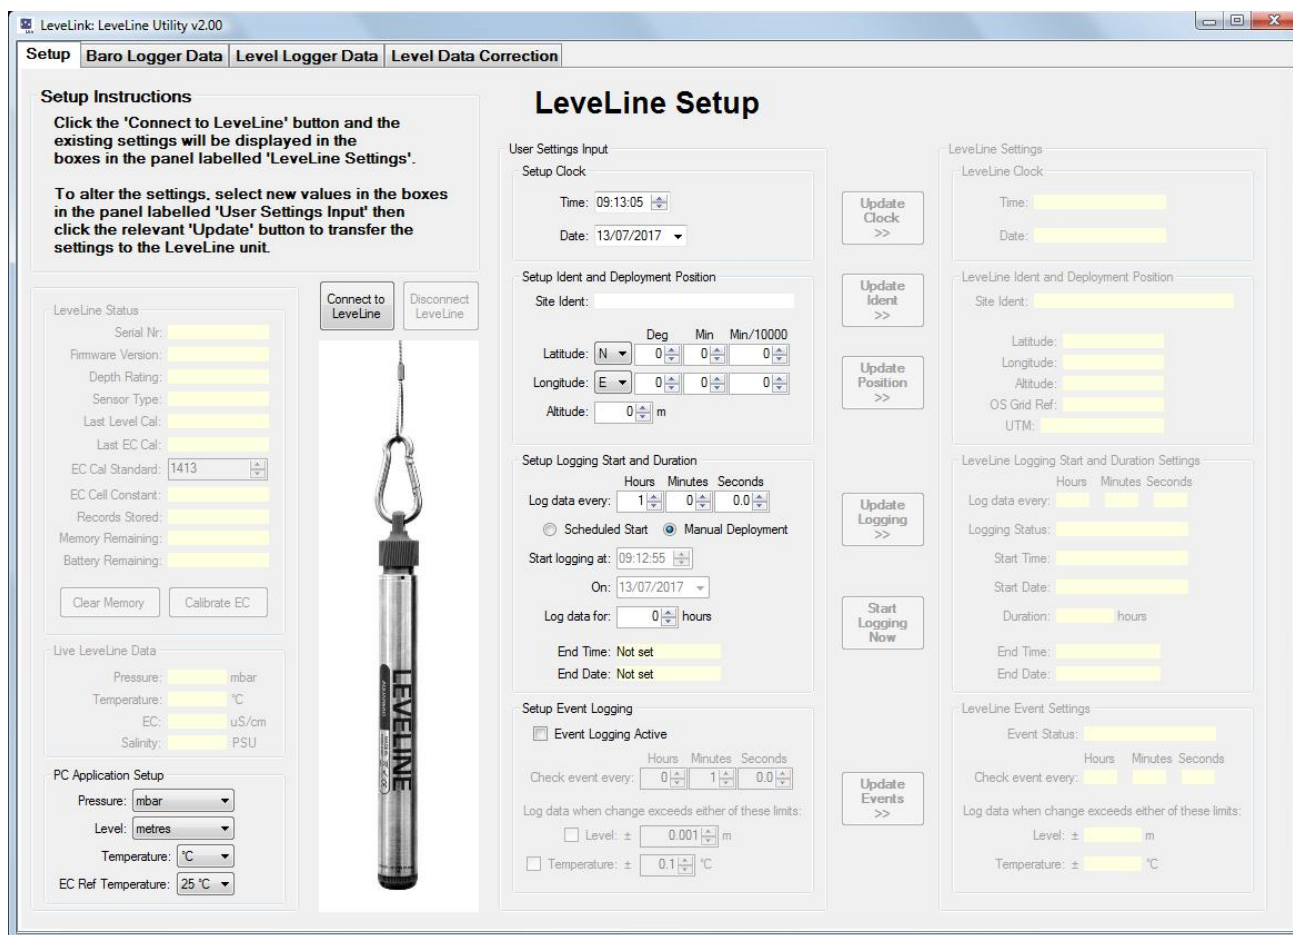 LeveLink: LeveLine Utility v2.00
Setup
Baro Logger Data
Level Logger Data
Level Data Correction
Setup Instructions
Click the 'Connect to LeveLine' button and the
existing settings will be displayed in the
boxes in the panel labelled 'LeveLine Settings'.
To alter the settings, select new values in the boxes
in the panel labelled 'User Settings Input' then
click the relevant 'Update' button to transfer the
settings to the LeveLine unit.
LeveLine Status
Serial Nr:
Firmware Version:
Depth Rating:
Sensor Type:
Last Level Cal:
Last EC Cal:
EC Cal Standard: 1413
EC Cell Constant:
Records Stored:
Memory Remaining:
Battery Remaining:
Clear Memory
Calibrate EC
Live LeveLine Data
Pressure: mbar
Temperature: °C
EC: uS/cm
Salinity: PSU
PC Application Setup
Pressure: mbar
Level: metres
Temperature: °C
EC Ref Temperature: 25 °C
Connect to
LeveLine
Disconnect
LeveLine
LEVELINE
LeveLine Setup
User Settings Input
Setup Clock
Time: 09:13:05
Date: 13/07/2017
Setup Ident and Deployment Position
Site Ident:
Deg Min Min/10000
Latitude: N 0 0 0
Longitude: E 0 0 0
Altitude: 0 m
Setup Logging Start and Duration
Hours Minutes Seconds
Log data every: 1 0 0.0
Scheduled Start Manual Deployment
Start logging at: 09:12:55
On: 13/07/2017
Log data for: 0 hours
End Time: Not set
End Date: Not set
Setup Event Logging
Event Logging Active
Hours Minutes Seconds
Check event every: 0 1 0.0
Log data when change exceeds either of these limits:
Level: ± 0.001 m
Temperature: ± 0.1 °C
Update
Clock
>>
Update
Ident
>>
Update
Position
>>
Update
Logging
>>
Start
Logging
Now
Update
Events
>>
LeveLine Settings
LeveLine Clock
Time:
Date:
LeveLine Ident and Deployment Position
Site Ident:
Latitude:
Longitude:
Altitude:
OS Grid Ref:
UTM:
LeveLine Logging Start and Duration Settings
Hours Minutes Seconds
Log data every:
Logging Status:
Start Time:
Start Date:
Duration: hours
End Time:
End Date:
LeveLine Event Settings
Event Status:
Hours Minutes Seconds
Check event every:
Log data when change exceeds either of these limits:
Level: ± m
Temperature: ± °C